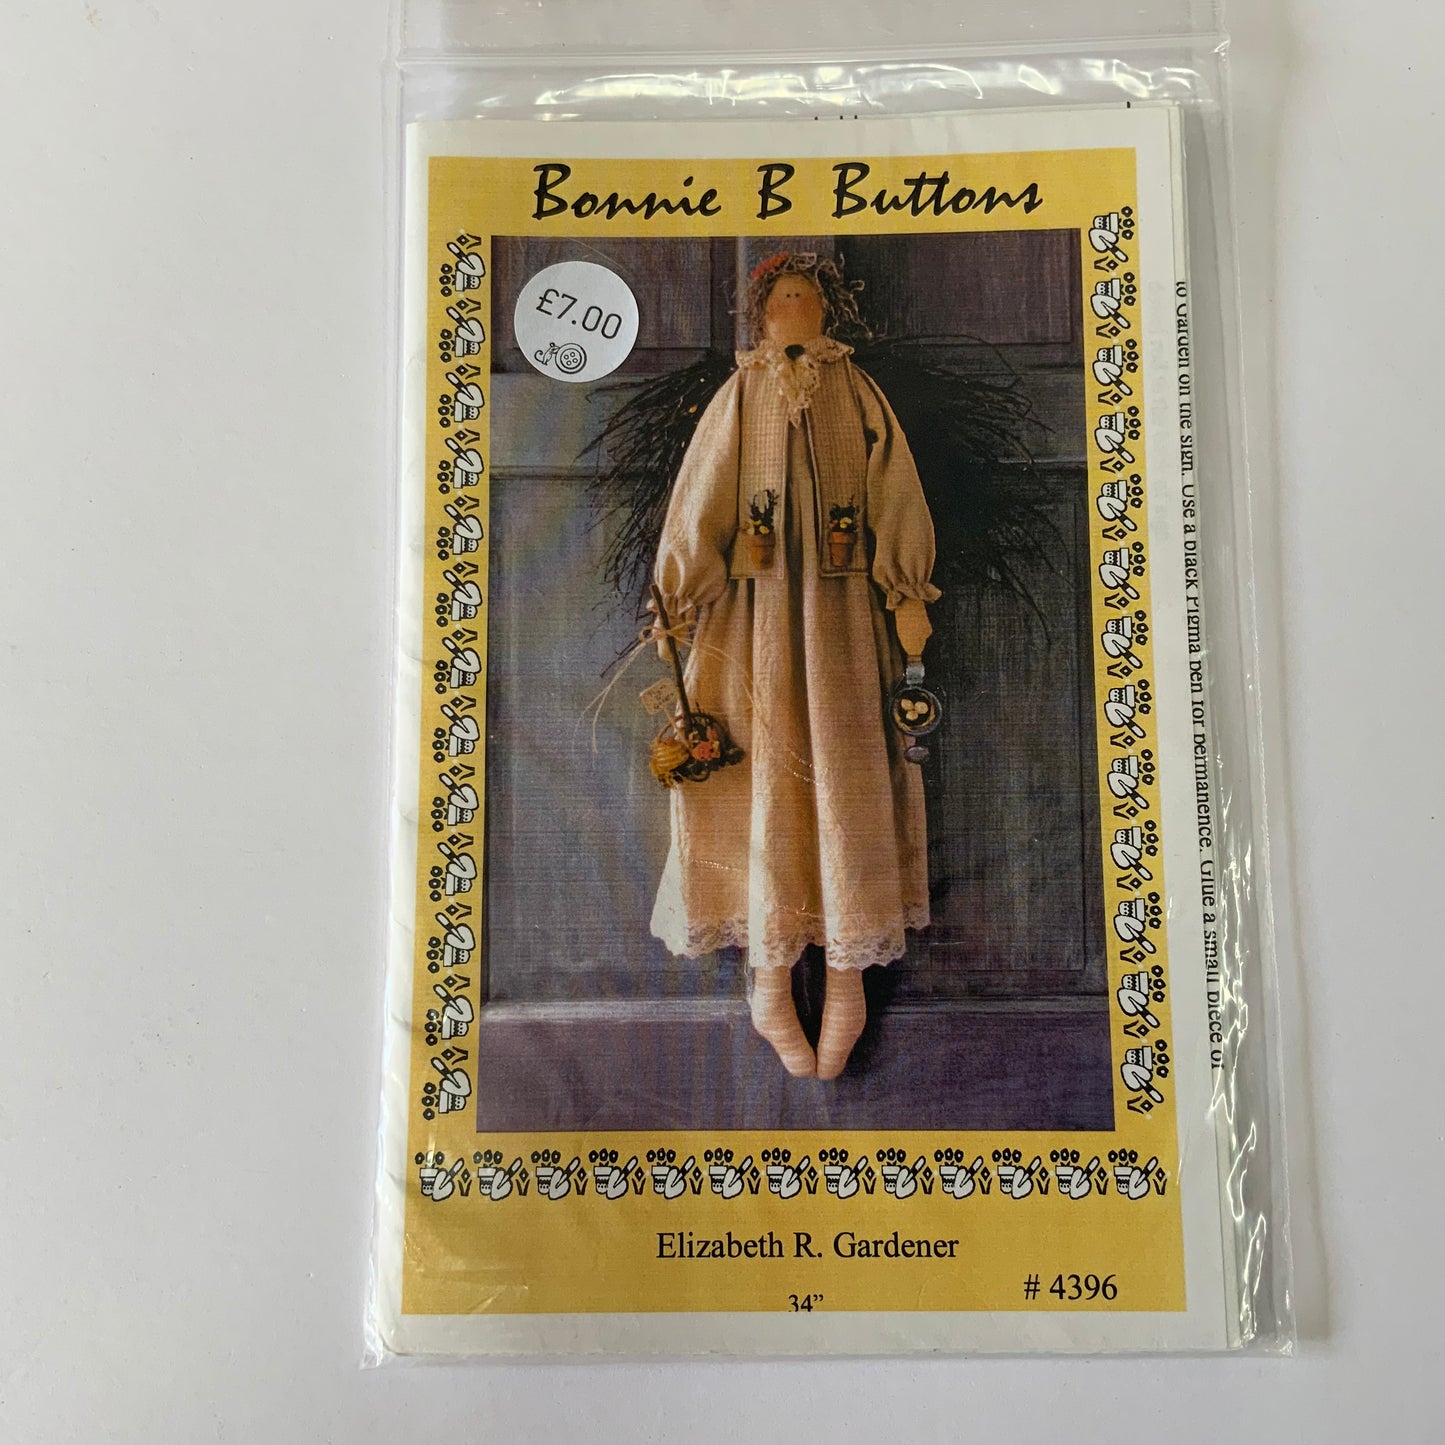 Bonnie B Buttons
£7.00
to Garden on the sign. Use a black Pigma pen for permanence. Glue a small piece of
Elizabeth R. Gardener
# 4396
34”